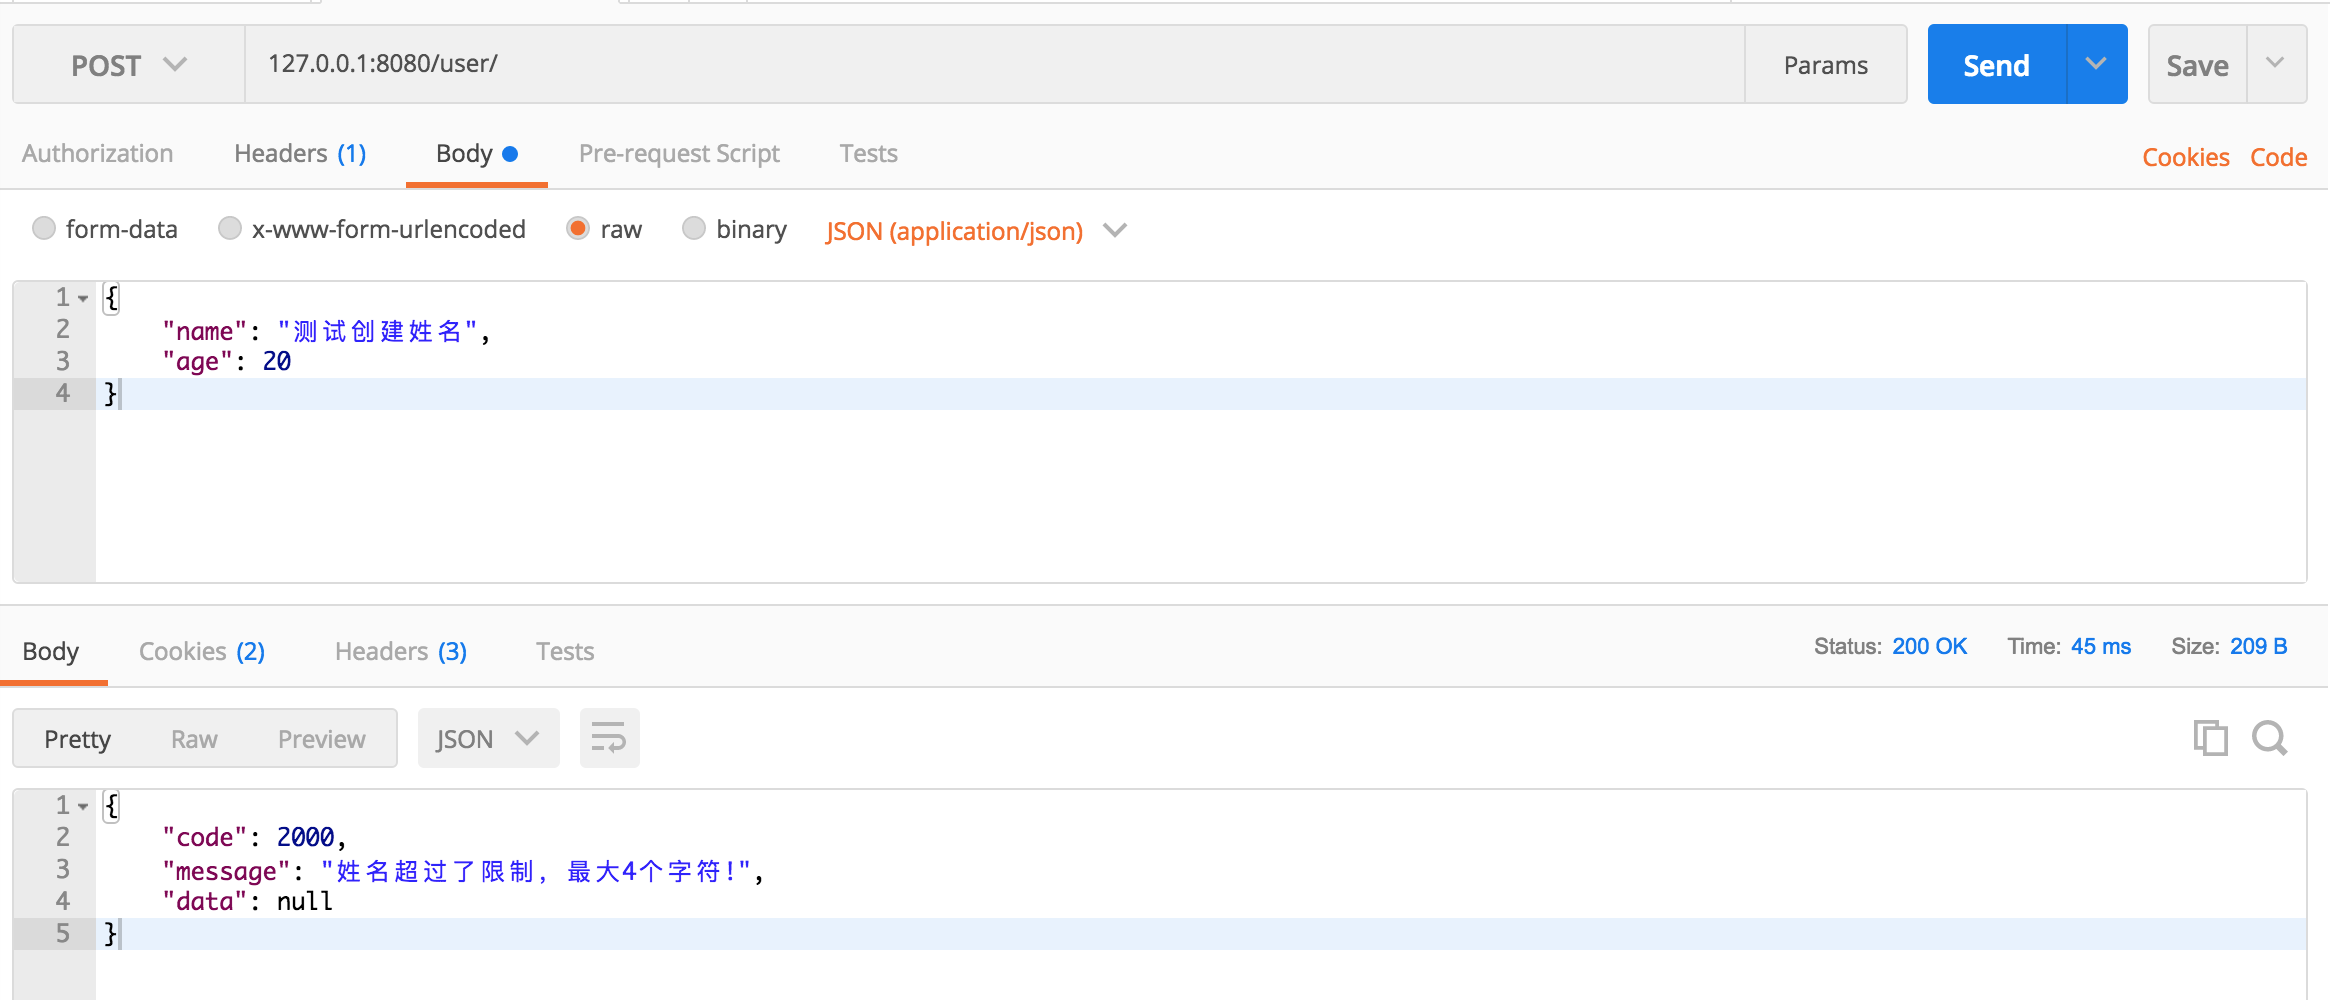 POST 127.0.0.1:8080/user/ Params Send Save
Authorization Headers (1) Body Pre-request Script Tests Cookies Code
form-data x-www-form-urlencoded raw binary JSON (application/json)
1 {
2 "name": "测试创建姓名",
3 "age": 20
4 }
Body Cookies (2) Headers (3) Tests Status: 200 OK Time: 45 ms Size: 209 B
Pretty Raw Preview JSON
1 {
2 "code": 2000,
3 "message": "姓名超过了限制, 最大4个字符!",
4 "data": null
5 }